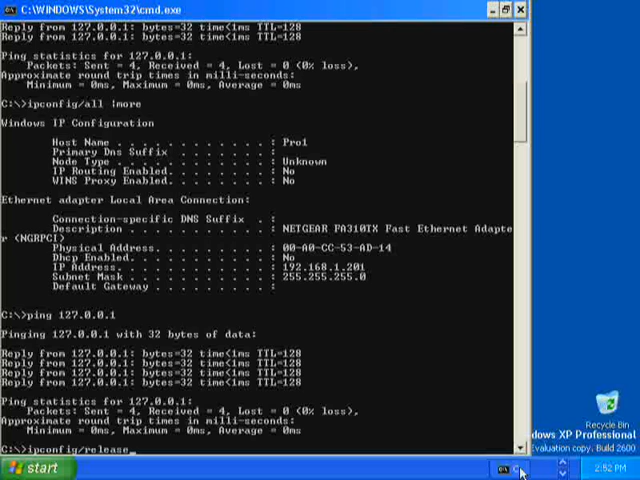 C:\WINDOWS\System32\cmd.exe
Reply from 127.0.0.1: bytes=32 time<1ms TTL=128
Reply from 127.0.0.1: bytes=32 time<1ms TTL=128
Ping statistics for 127.0.0.1:
Packets: Sent = 4, Received = 4, Lost = 0 (0% loss),
Approximate round trip times in milli-seconds:
Minimum = 0ms, Maximum = 0ms, Average = 0ms
C:\>ipconfig/all |more
Windows IP Configuration
Host Name . . . . . . . . . . . . : Pro1
Primary Dns Suffix  . . . . . . . :
Node Type . . . . . . . . . . . . : Unknown
IP Routing Enabled. . . . . . . . : No
WINS Proxy Enabled. . . . . . . . : No
Ethernet adapter Local Area Connection:
Connection-specific DNS Suffix  . :
Description . . . . . . . . . . . : NETGEAR FA310TX Fast Ethernet Adapte
r (NGRPCI)
Physical Address. . . . . . . . . : 00-A0-CC-53-AD-14
Dhcp Enabled. . . . . . . . . . . : No
IP Address. . . . . . . . . . . . : 192.168.1.201
Subnet Mask . . . . . . . . . . . : 255.255.255.0
Default Gateway . . . . . . . . . :
C:\>ping 127.0.0.1
Pinging 127.0.0.1 with 32 bytes of data:
Reply from 127.0.0.1: bytes=32 time<1ms TTL=128
Reply from 127.0.0.1: bytes=32 time<1ms TTL=128
Reply from 127.0.0.1: bytes=32 time<1ms TTL=128
Reply from 127.0.0.1: bytes=32 time<1ms TTL=128
Ping statistics for 127.0.0.1:
Packets: Sent = 4, Received = 4, Lost = 0 (0% loss),
Approximate round trip times in milli-seconds:
Minimum = 0ms, Maximum = 0ms, Average = 0ms
C:\>ipconfig/release_
Recycle Bin
dows XP Professional
Evaluation copy. Build 2600
start
2:52 PM